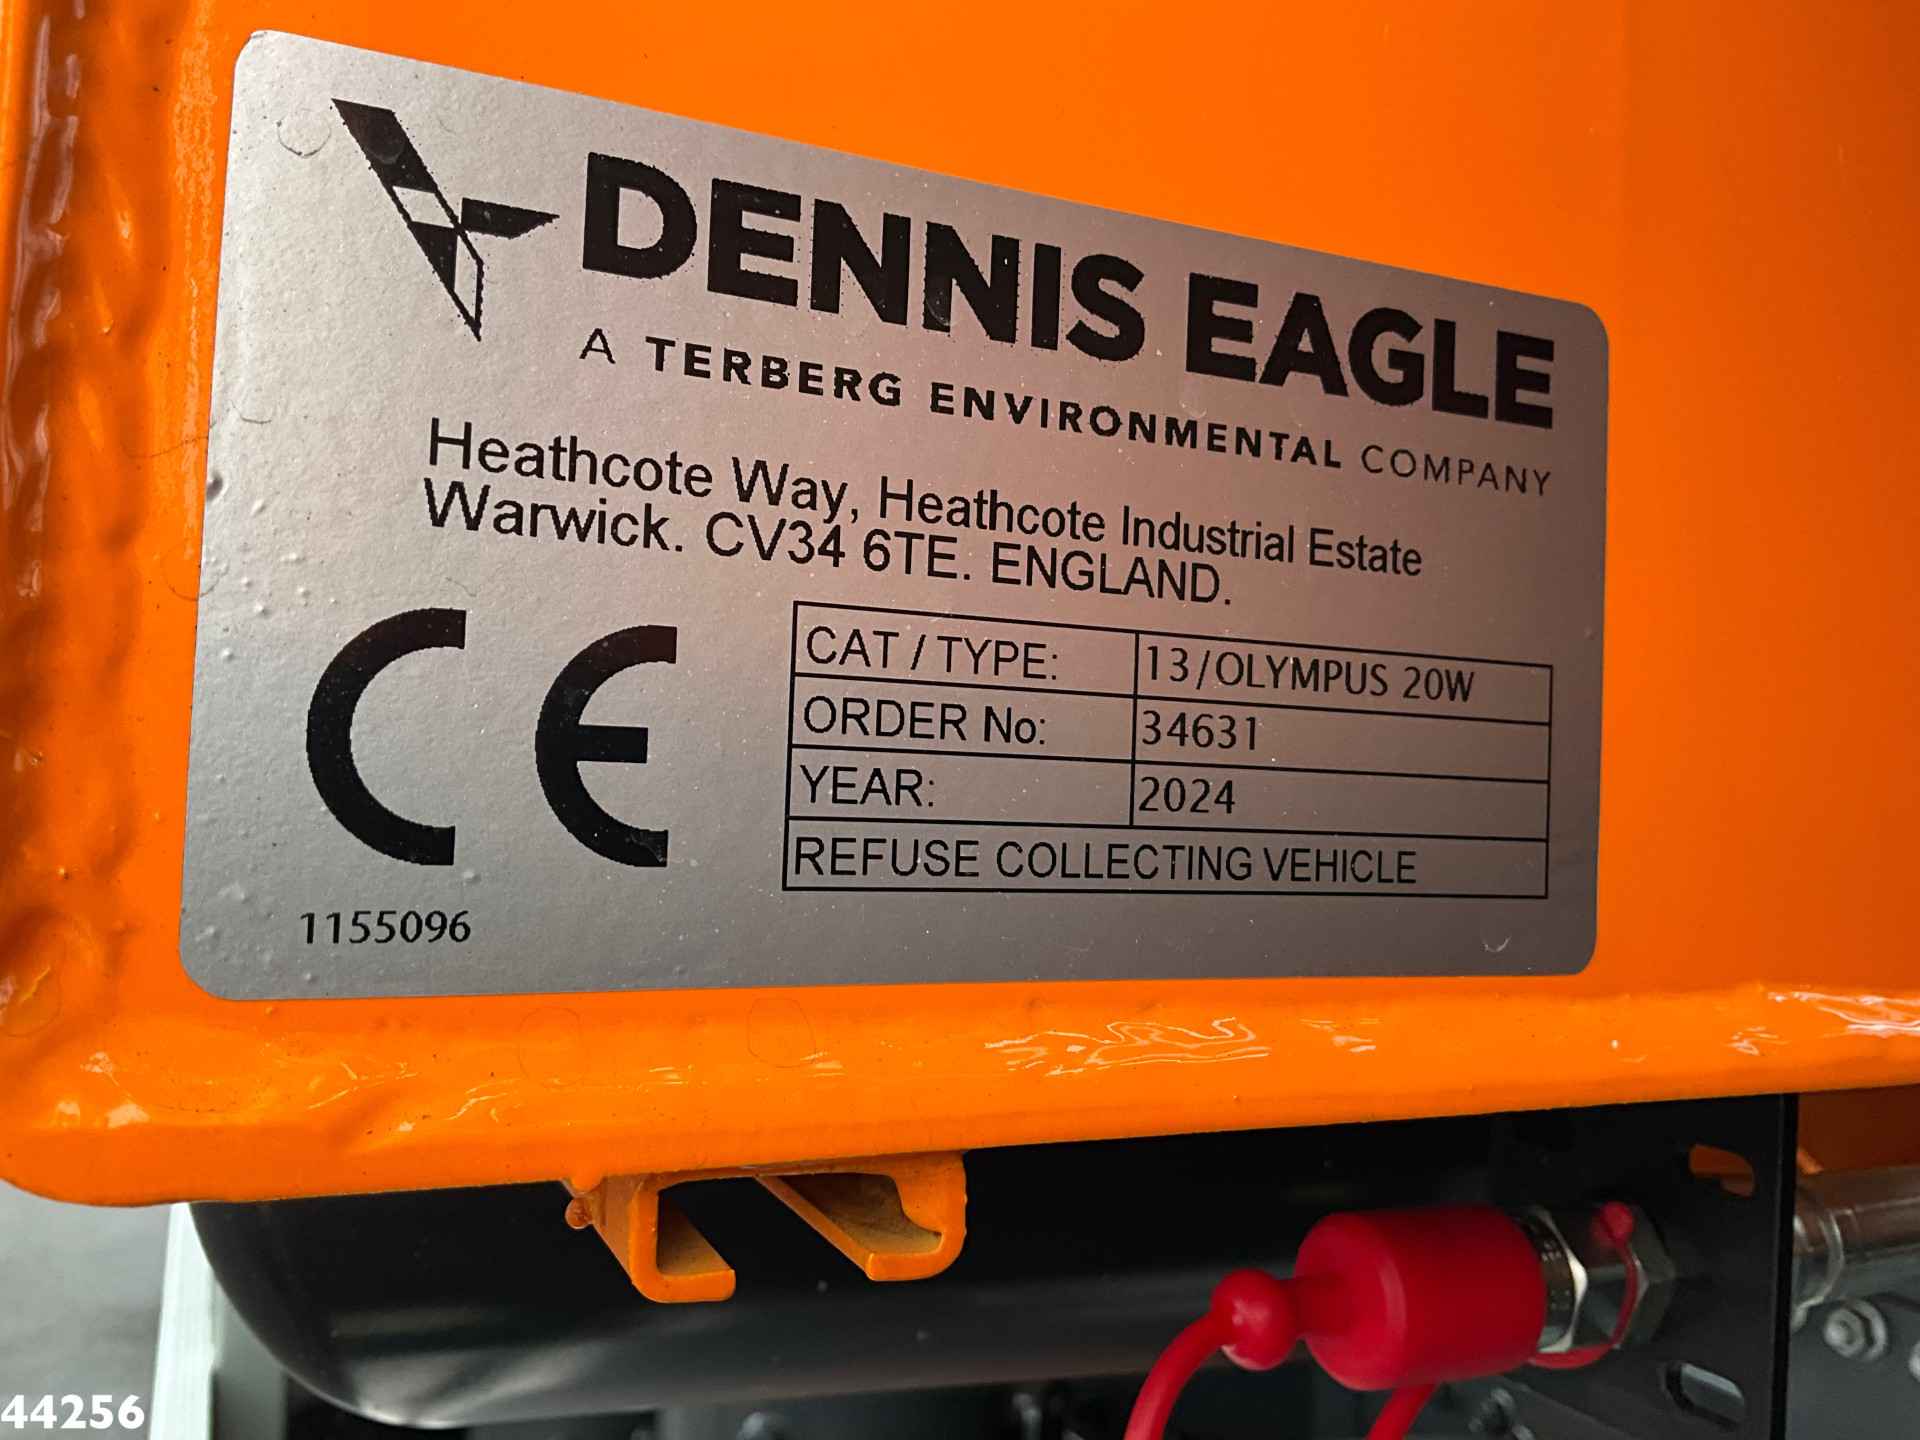 DENNIS EAGLE
A TERBERG ENVIRONMENTAL COMPANY
Heathcote Way, Heathcote Industrial Estate
Warwick. CV34 6TE. ENGLAND.
CE
CAT / TYPE: 13/OLYMPUS 20W
ORDER No: 34631
YEAR: 2024
REFUSE COLLECTING VEHICLE
1155096
44256